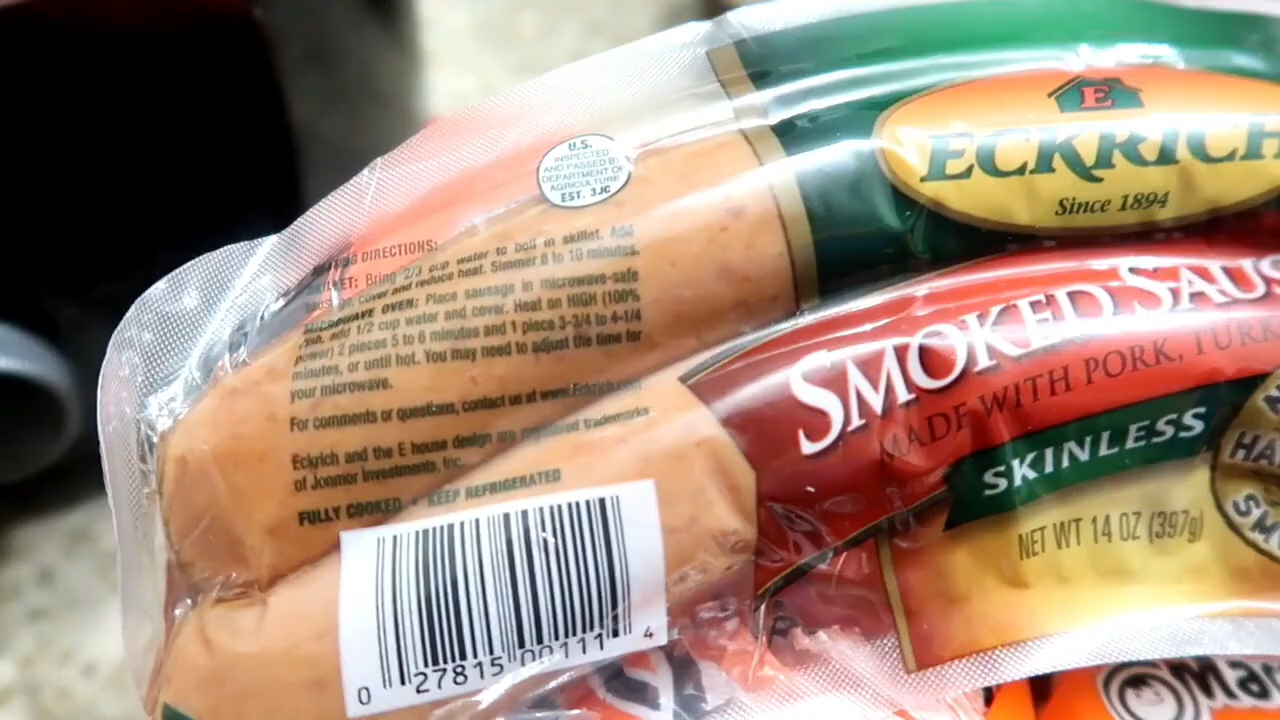 U.S.
INSPECTED
AND PASSED BY
DEPARTMENT OF
AGRICULTURE
EST. 3JC
E
ECKRICH
Since 1894
DIRECTIONS:
Bring 2/3 cup water to boil in skillet. Add
cover and reduce heat. Simmer 8 to 10 minutes.
MICROWAVE OVEN: Place sausage in microwave-safe
dish, add 1/2 cup water and cover. Heat on HIGH (100%
power) 2 pieces 5 to 6 minutes and 1 piece 3-3/4 to 4-1/4
minutes, or until hot. You may need to adjust the time for
your microwave.
For comments or questions, contact us at www.Eckrich.com
Eckrich and the E house design are registered trademarks
of Jonmor Investments, Inc.
FULLY COOKED • KEEP REFRIGERATED
SMOKED SAUS
MADE WITH PORK, TURK
SKINLESS
NET WT 14 OZ (397g)
HA
SM
0 27815 00111 4
Mar